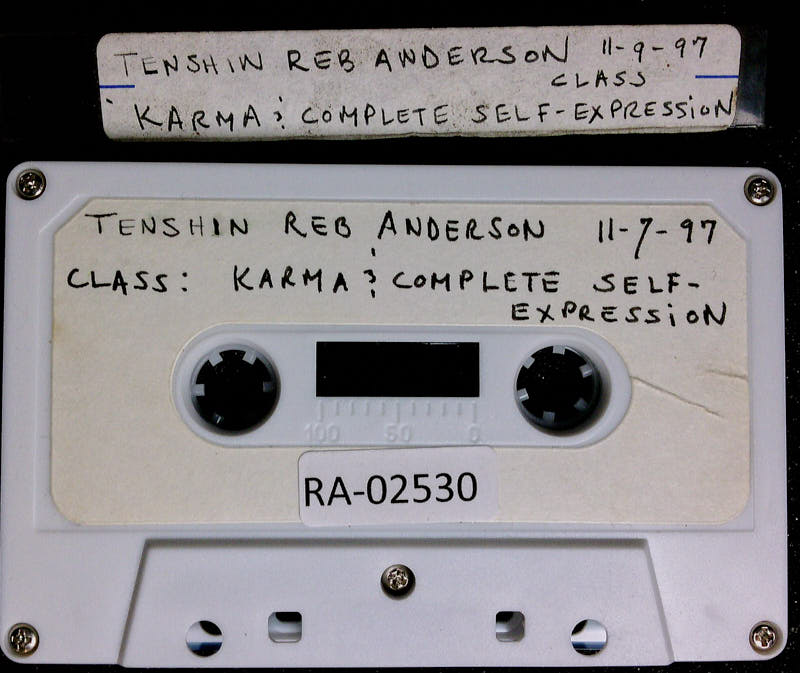 TENSHIN REB ANDERSON 11-9-97
CLASS
KARMA & COMPLETE SELF-EXPRESSION
TENSHIN REB ANDERSON 11-7-97
CLASS: KARMA & COMPLETE SELF-
EXPRESSION
100 50 0
RA-02530